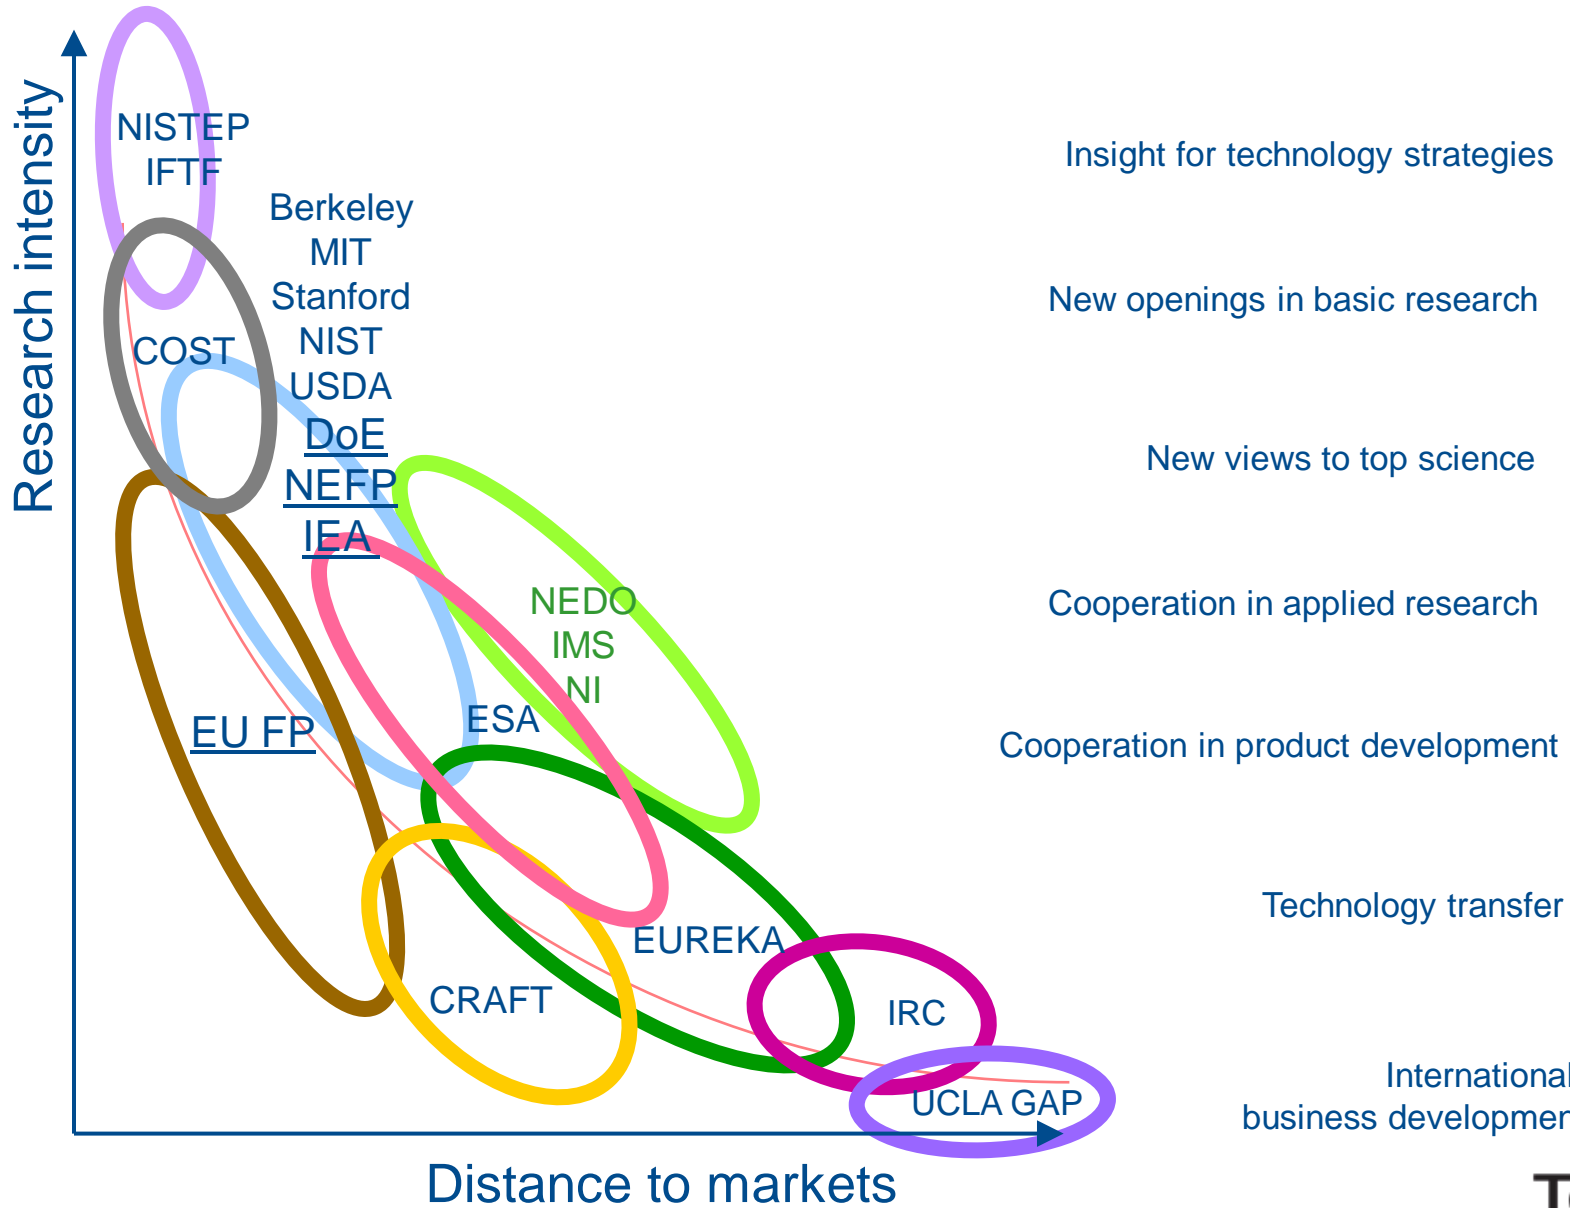 Research intensity
NISTEP
IFTF
Berkeley
MIT
Stanford
NIST
USDA
DoE
NEFP
IEA
COST
NEDO
IMS
NI
ESA
EU FP
EUREKA
CRAFT
IRC
UCLA GAP
Distance to markets
Insight for technology strategies
New openings in basic research
New views to top science
Cooperation in applied research
Cooperation in product development
Technology transfer
International
business developmen